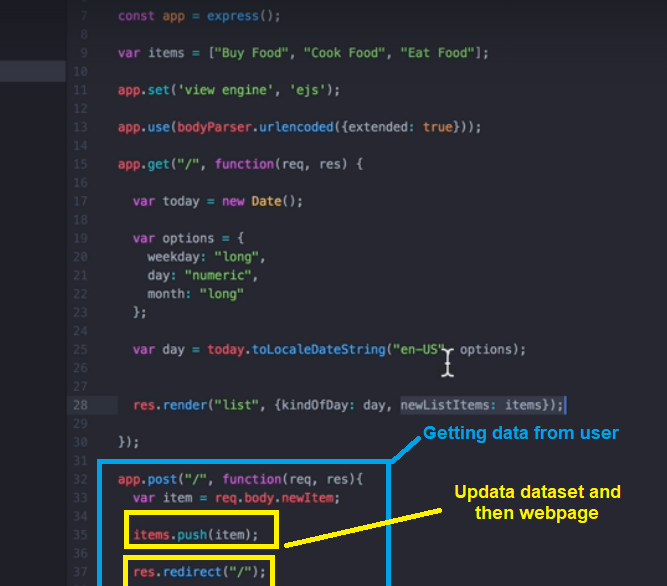 7 const app = express();
8
9 var items = ["Buy Food", "Cook Food", "Eat Food"];
10
11 app.set('view engine', 'ejs');
12
13 app.use(bodyParser.urlencoded({extended: true}));
14
15 app.get("/", function(req, res) {
16
17 var today = new Date();
18
19 var options = {
20 weekday: "long",
21 day: "numeric",
22 month: "long"
23 };
24
25 var day = today.toLocaleDateString("en-US", options);
26
27
28 res.render("list", {kindOfDay: day, newListItems: items});
29
30 });
Getting data from user
31
32 app.post("/", function(req, res){
33 var item = req.body.newItem;
34
35 items.push(item);
36
37 res.redirect("/");
Updata dataset and
then webpage